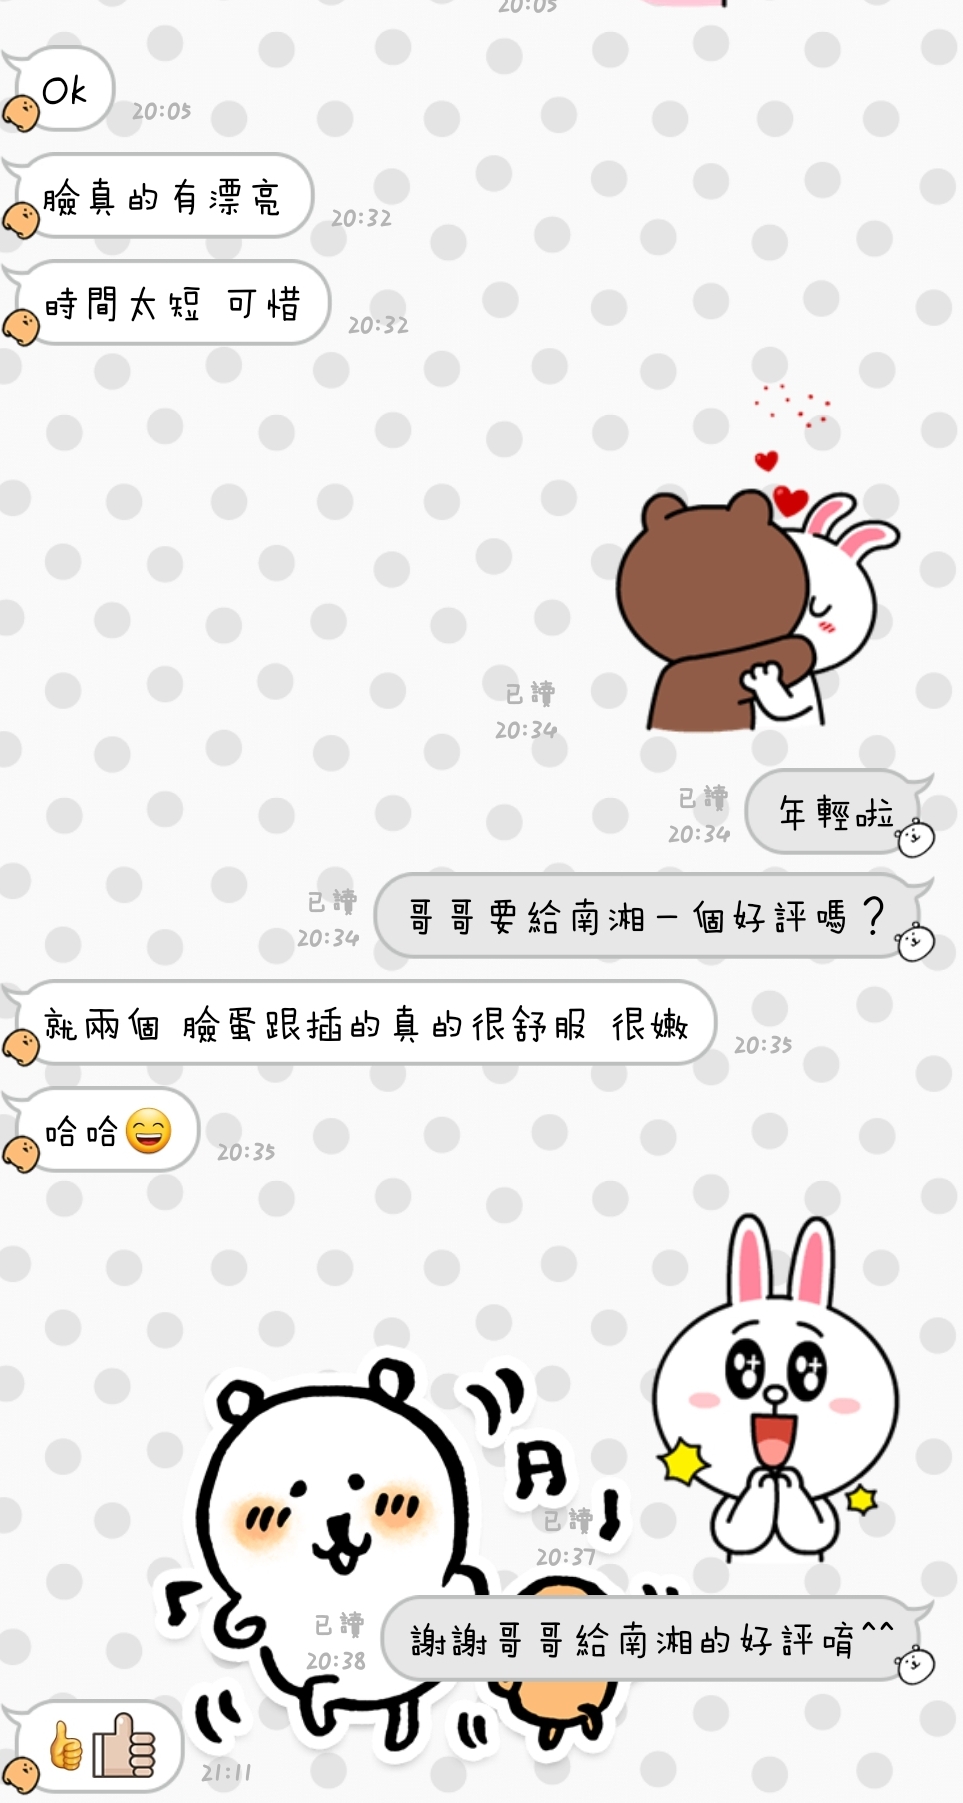 20:05
Ok
20:05
臉真的有漂亮
20:32
時間太短 可惜
20:32
已讀
20:34
已讀
20:34
年輕啦
已讀
20:34
哥哥要給南湘一個好評嗎？
就兩個 臉蛋跟插的真的很舒服 很嫩
20:35
哈哈😄
20:35
已讀
20:37
已讀
20:38
謝謝哥哥給南湘的好評唷^^
👍
21:11